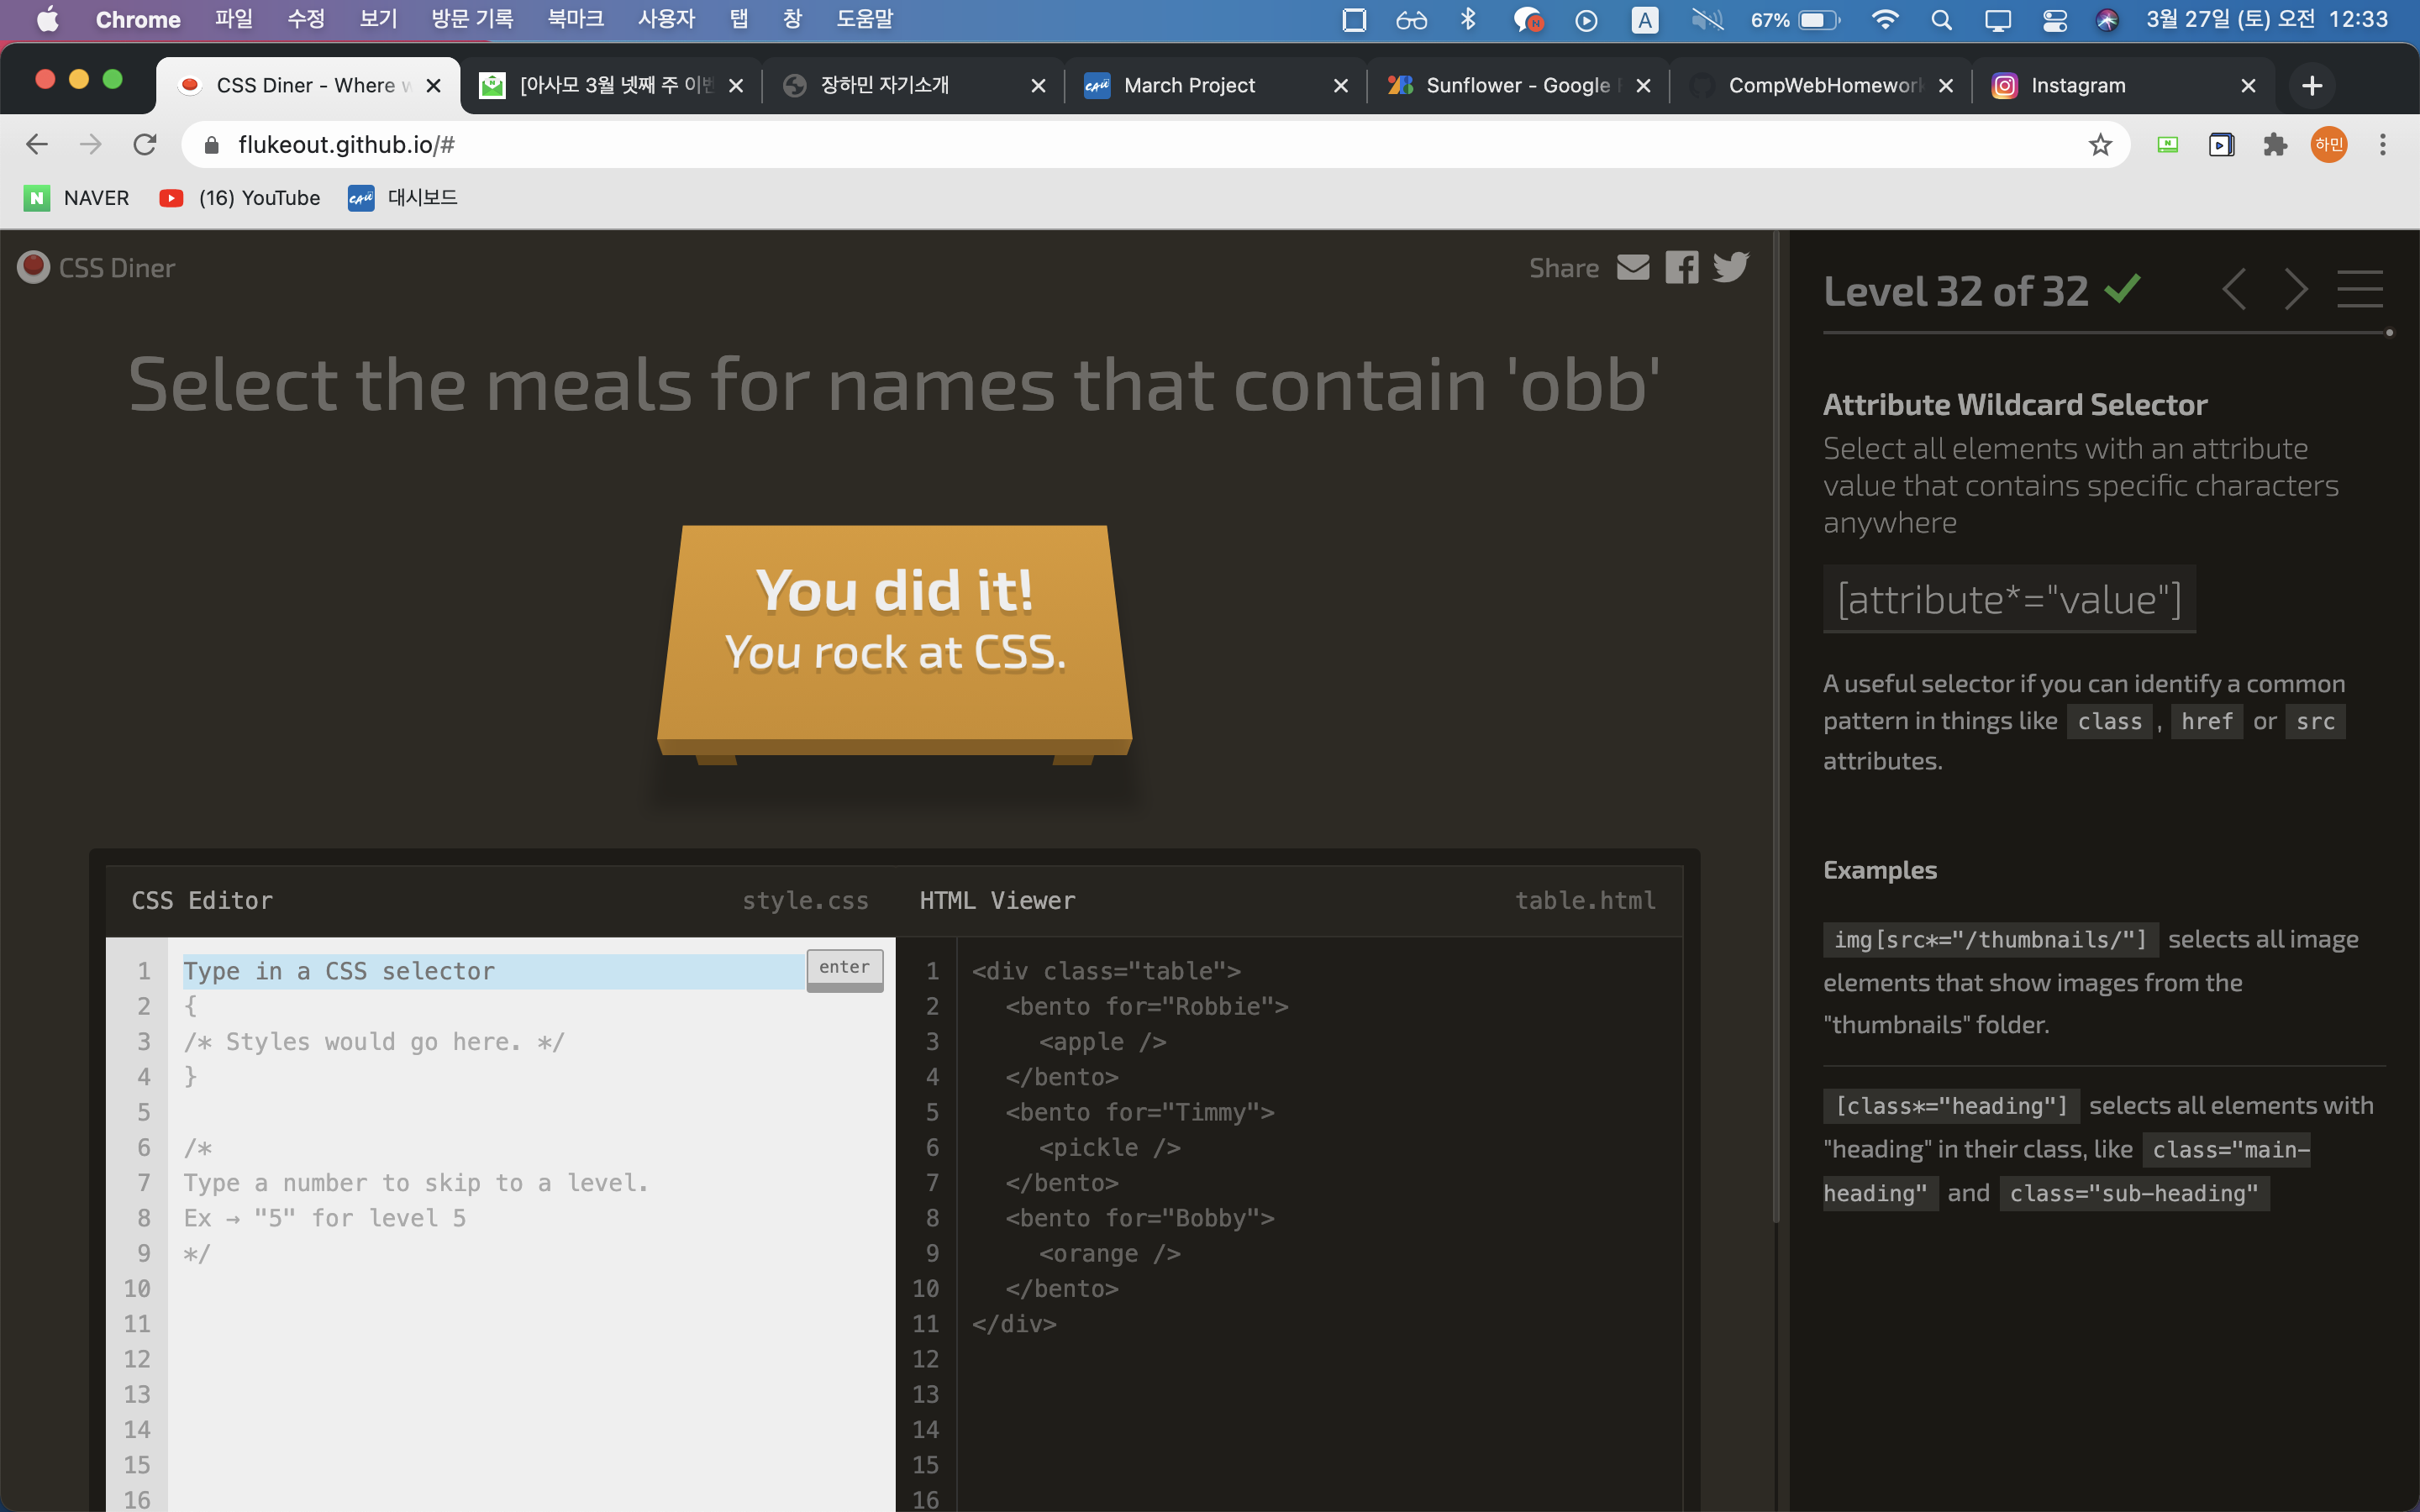 Chrome 파일 수정 보기 방문 기록 북마크 사용자 탭 창 도움말 A 67% 3월 27일 (토) 오전 12:33
CSS Diner - Where w [아사모 3월 넷째 주 이벤 장하민 자기소개 March Project Sunflower - Google CompWebHomework Instagram
flukeout.github.io/# 하민
NAVER (16) YouTube 대시보드
CSS Diner Share
Select the meals for names that contain 'obb'
You did it!
You rock at CSS.
CSS Editor style.css
1 Type in a CSS selector enter
2 {
3 /* Styles would go here. */
4 }
5
6 /*
7 Type a number to skip to a level.
8 Ex → "5" for level 5
9 */
10
11
12
13
14
15
16
HTML Viewer table.html
1 <div class="table">
2 <bento for="Robbie">
3 <apple />
4 </bento>
5 <bento for="Timmy">
6 <pickle />
7 </bento>
8 <bento for="Bobby">
9 <orange />
10 </bento>
11 </div>
12
13
14
15
16
Level 32 of 32
Attribute Wildcard Selector
Select all elements with an attribute
value that contains specific characters
anywhere
[attribute*="value"]
A useful selector if you can identify a common
pattern in things like class , href or src
attributes.
Examples
img[src*="/thumbnails/"] selects all image
elements that show images from the
"thumbnails" folder.
[class*="heading"] selects all elements with
"heading" in their class, like class="main-
heading" and class="sub-heading"